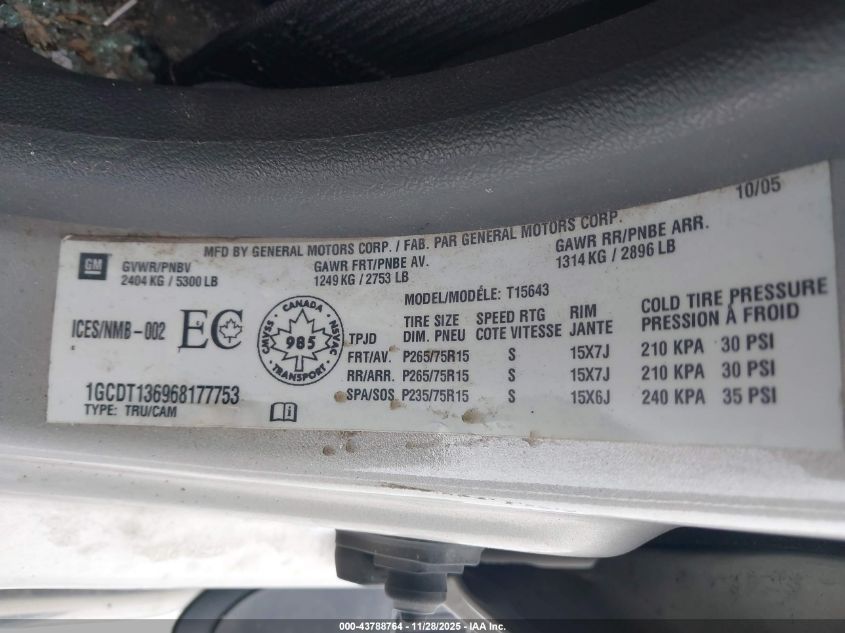 10/05
MFD BY GENERAL MOTORS CORP. / FAB. PAR GENERAL MOTORS CORP.
GM
GVWR/PNBV
2404 KG / 5300 LB
GAWR FRT/PNBE AV.
1249 KG / 2753 LB
GAWR RR/PNBE ARR.
1314 KG / 2896 LB
MODEL/MODÉLE: T15643
ICES/NMB-002 EC
CANADA
CMVSS 985 NSVAC
TRANSPORT
TPJD TIRE SIZE SPEED RTG RIM COLD TIRE PRESSURE
DIM. PNEU COTE VITESSE JANTE PRESSION À FROID
FRT/AV. P265/75R15 S 15X7J 210 KPA 30 PSI
RR/ARR. P265/75R15 S 15X7J 210 KPA 30 PSI
SPA/SOS P235/75R15 S 15X6J 240 KPA 35 PSI
1GCDT136968177753
TYPE: TRU/CAM
000-43788764 - 11/28/2025 - IAA Inc.